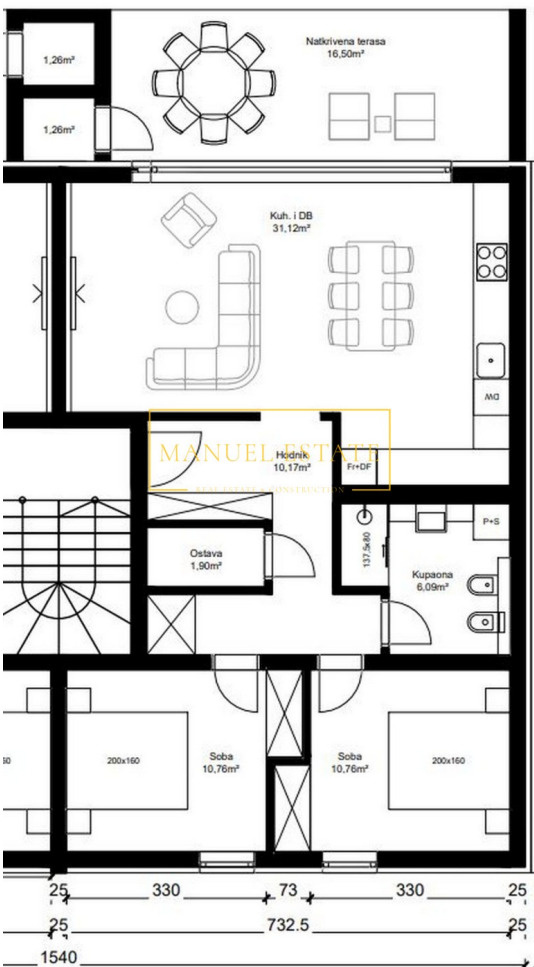 1,26m²
Natkrivena terasa
16,50m²
1,26m²
Kuh. i DB
31,12m²
DW
MANUEL ESTATE
REAL ESTATE & CONSTRUCTION
Hodnik
10,17m²
Fr+DF
137,5x80
P+S
Ostava
1,90m²
Kupaona
6,09m²
60
200x160
Soba
10,76m²
Soba
10,76m²
200x160
25 330 73 330 25
25 732.5 25
1540